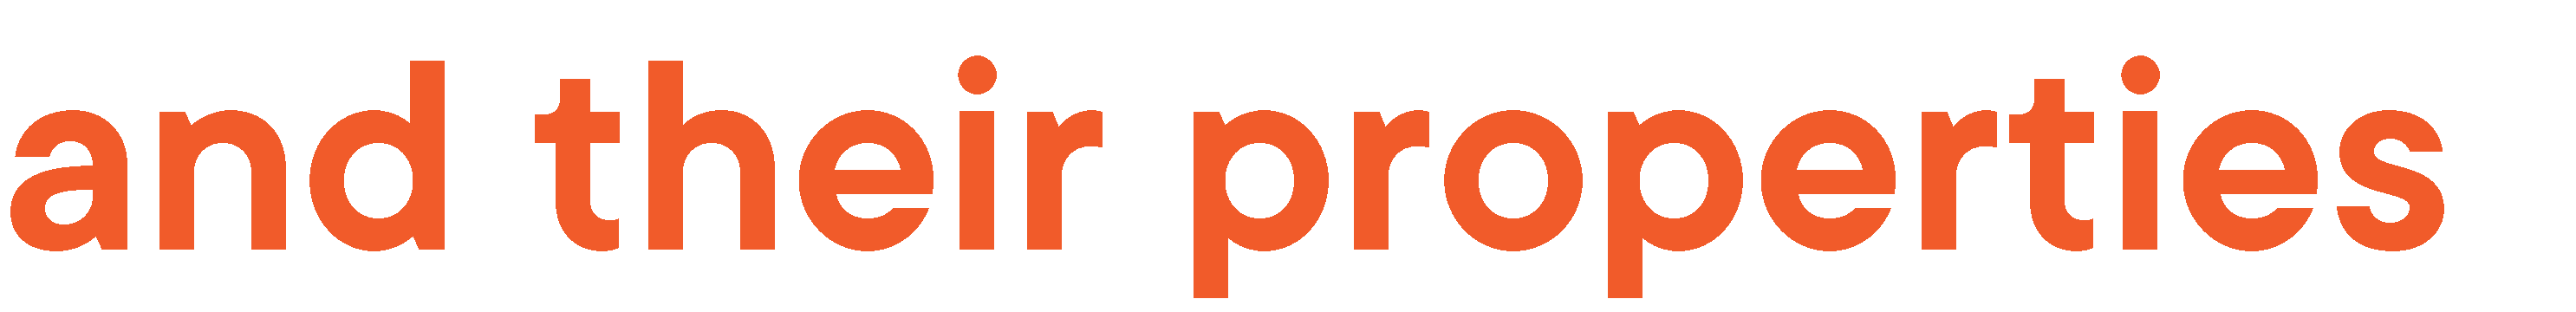 and their properties